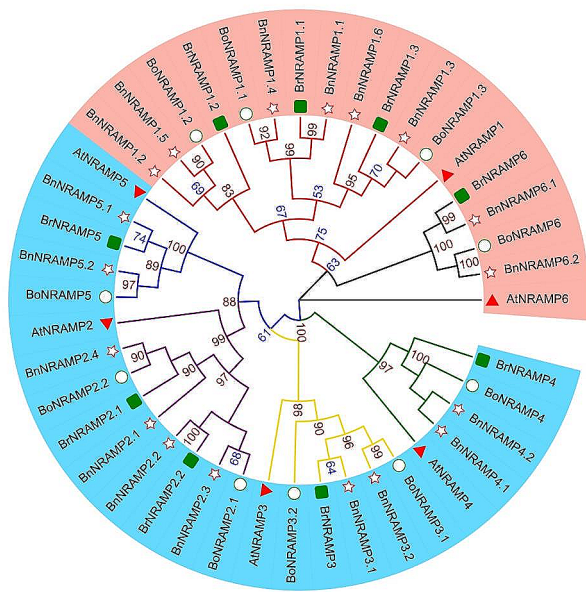 BnNRAMP1.2
BnNRAMP1.5
BoNRAMP1.2
BrNRAMP1.2
BoNRAMP1.1
BnNRAMP1.4
BrNRAMP1.1
BnNRAMP1.1
BnNRAMP1.6
BrNRAMP1.3
BnNRAMP1.3
BoNRAMP1.3
AtNRAMP1
BrNRAMP6
BnNRAMP6.1
BoNRAMP6
BnNRAMP6.2
AtNRAMP6
BrNRAMP4
BoNRAMP4
BnNRAMP4.2
BnNRAMP4.1
AtNRAMP4
BoNRAMP3.1
BnNRAMP3.2
BnNRAMP3.1
BrNRAMP3
BoNRAMP3.2
AtNRAMP3
BoNRAMP2.1
BnNRAMP2.3
BrNRAMP2.2
BnNRAMP2.2
BnNRAMP2.1
BrNRAMP2.1
BoNRAMP2.2
BnNRAMP2.4
AtNRAMP2
BoNRAMP5
BnNRAMP5.2
BrNRAMP5
BnNRAMP5.1
AtNRAMP5
90
69
83
92
99
66
53
95
70
67
75
63
99
100
100
100
97
98
90
96
99
64
100
61
88
99
90
90
97
100
68
100
74
89
97